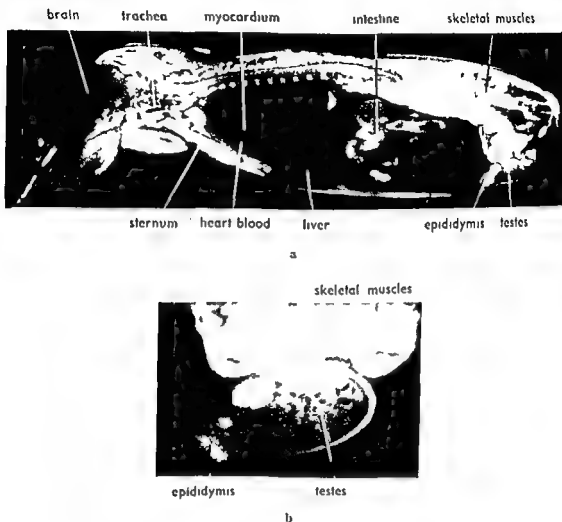 brain trachea myocardium intestine skeletal muscles
sternum heart blood liver epididymis testes
a
skeletal muscles
epididymis testes
b